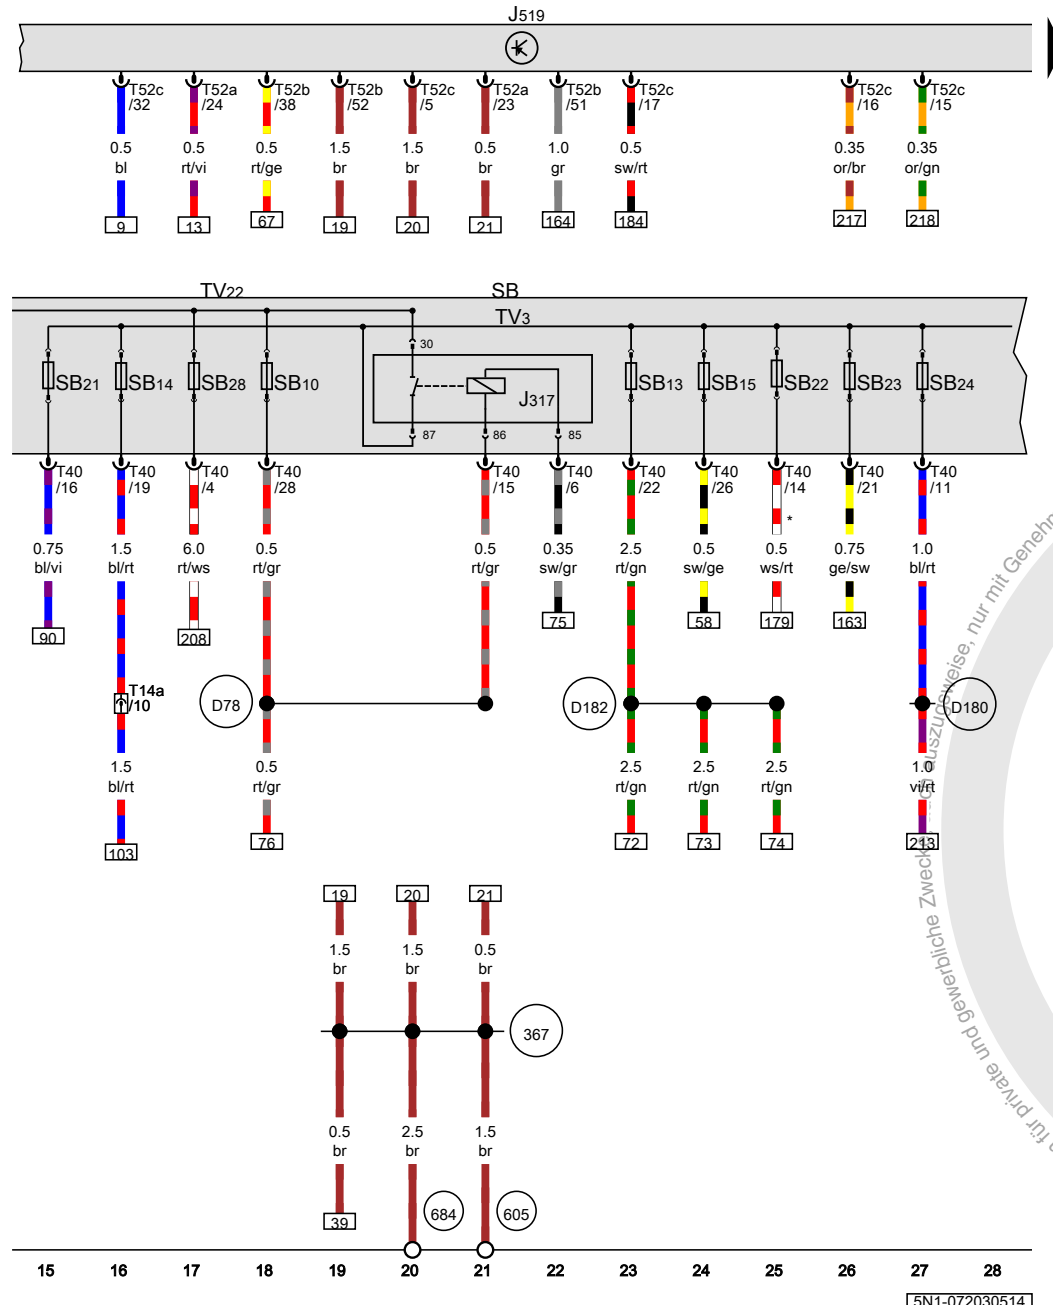 J519
T52c /32
T52a /24
T52b /38
T52b /52
T52c /5
T52a /23
T52b /51
T52c /17
T52c /16
T52c /15
0.5 0.5 0.5 1.5 1.5 0.5 1.0 0.5 0.35 0.35
bl rt/vi rt/ge br br br gr sw/rt or/br or/gn
9 13 67 19 20 21 164 184 217 218
TV22 SB
TV3
30
SB21 SB14 SB28 SB10 J317 SB13 SB15 SB22 SB23 SB24
87 86 85
T40 /16
T40 /19
T40 /4
T40 /28
T40 /15
T40 /6
T40 /22
T40 /26
T40 /14
T40 /21
T40 /11
*
0.75 1.5 6.0 0.5 0.5 0.35 2.5 0.5 0.5 0.75 1.0
bl/vi bl/rt rt/ws rt/gr rt/gr sw/gr rt/gn sw/ge ws/rt ge/sw bl/rt
90 208 75 58 179 163
T14a /10
D78 D182 D180
1.5 0.5 2.5 2.5 2.5 1.0
bl/rt rt/gr rt/gn rt/gn rt/gn vi/rt
103 76 72 73 74 213
19 20 21
1.5 1.5 0.5
br br br
367
0.5 2.5 1.5
br br br
39 684 605
15 16 17 18 19 20 21 22 23 24 25 26 27 28
5N1-072030514
für private und gewerbliche Zwecke, auszugsweise, nur mit